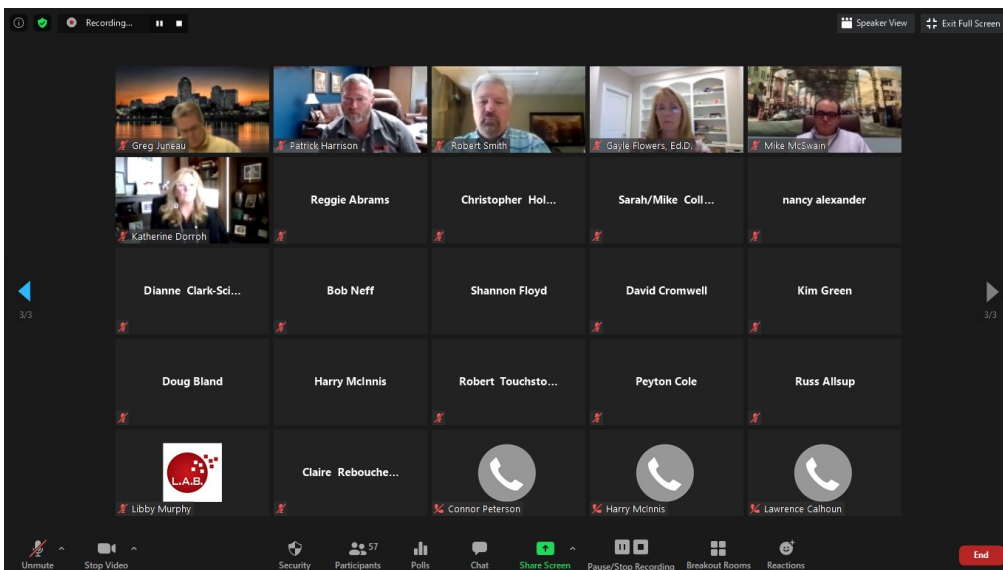 Recording...
Speaker View
Exit Full Screen
Greg Juneau
Patrick Harrison
Robert Smith
Gayle Flowers, Ed.D.
Mike McSwain
Katherine Dorroh
Reggie Abrams
Christopher Hol...
Sarah/Mike Coll...
nancy alexander
Dianne Clark-Sci...
Bob Neff
Shannon Floyd
David Cromwell
Kim Green
3/3
3/3
Doug Bland
Harry McInnis
Robert Touchsto...
Peyton Cole
Russ Allsup
L.A.B.
Libby Murphy
Claire Rebouche...
Connor Peterson
Harry McInnis
Lawrence Calhoun
Unmute
Stop Video
Security
57
Participants
Polls
Chat
Share Screen
Pause/Stop Recording
Breakout Rooms
Reactions
End